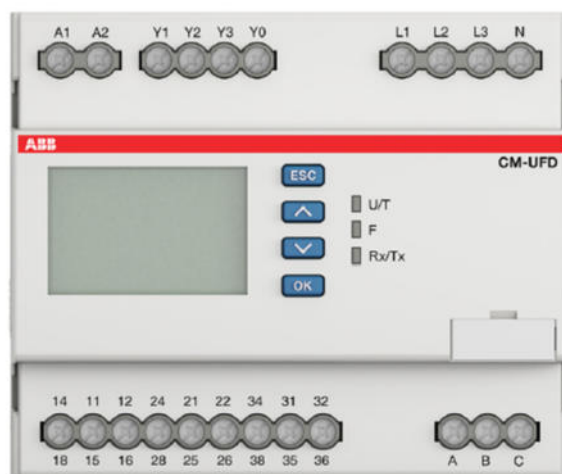 A1 A2 Y1 Y2 Y3 Y0 L1 L2 L3 N
ABB
CM-UFD
ESC
U/T
F
Rx/Tx
OK
14 11 12 24 21 22 34 31 32
18 15 16 28 25 26 38 35 36 A B C